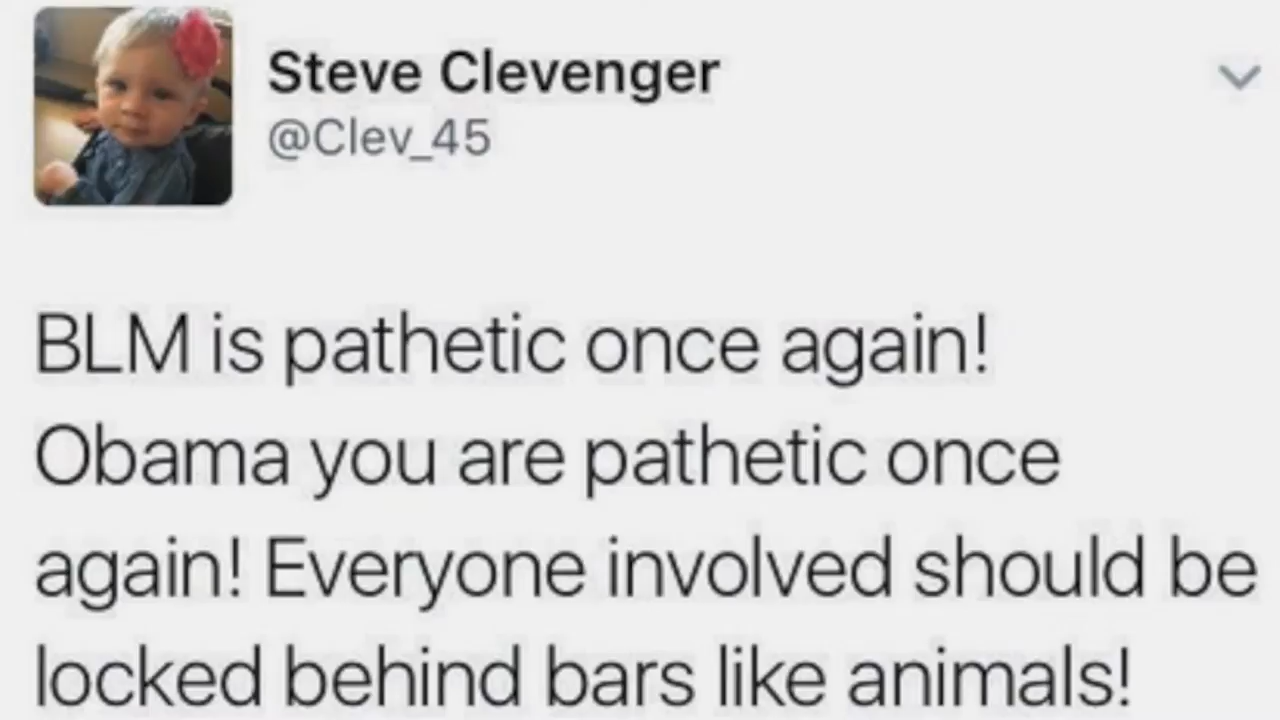 Steve Clevenger
@Clev_45
BLM is pathetic once again!
Obama you are pathetic once
again! Everyone involved should be
locked behind bars like animals!